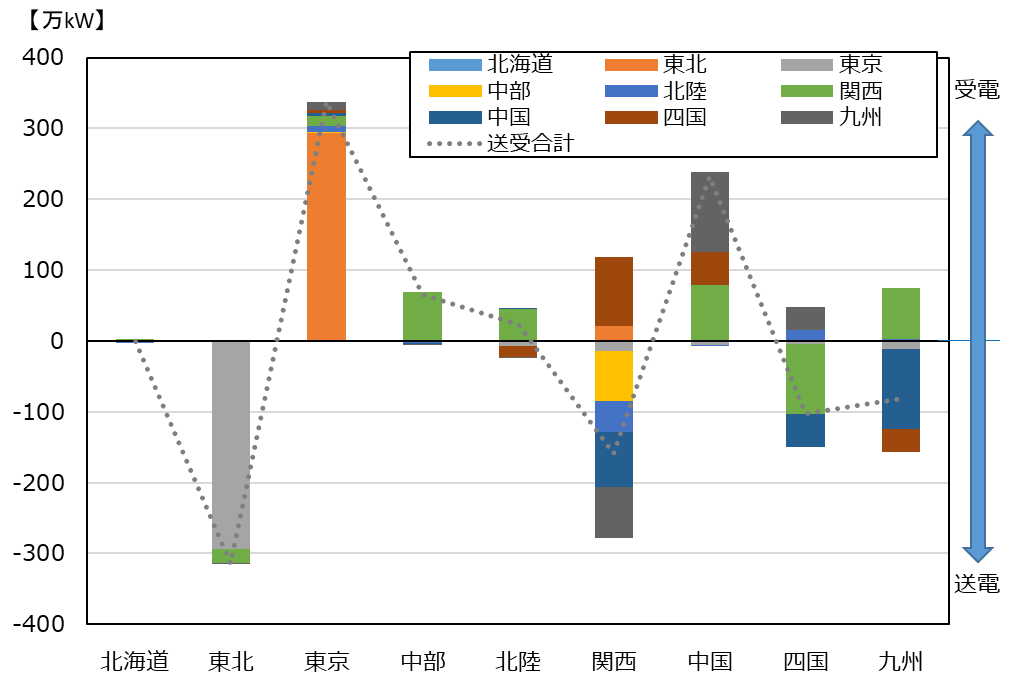 【万kW】
400
300
200
100
0
-100
-200
-300
-400
北海道 東北 東京
中部 北陸 関西
中国 四国 九州
送受合計
受電
送電
北海道 東北 東京 中部 北陸 関西 中国 四国 九州